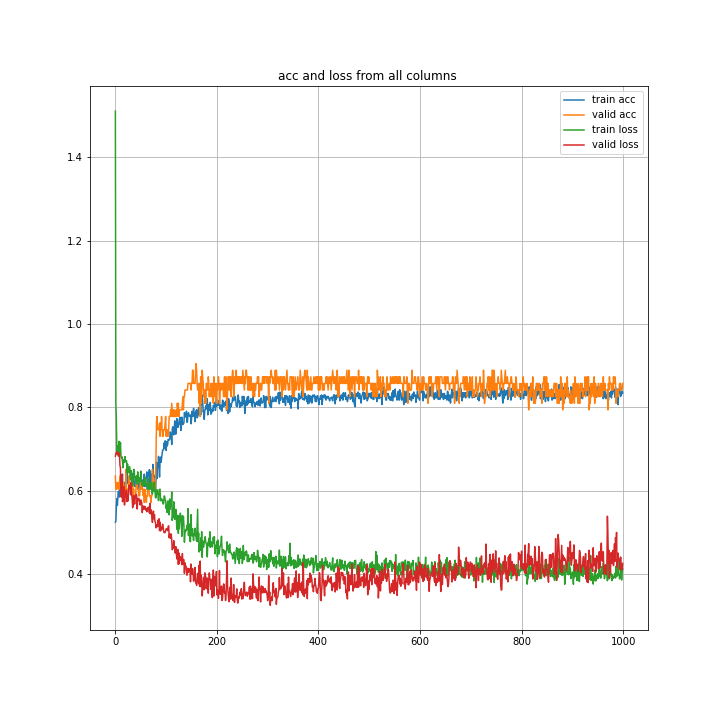 acc and loss from all columns
train acc
valid acc
train loss
valid loss
1.4
1.2
1.0
0.8
0.6
0.4
0 200 400 600 800 1000